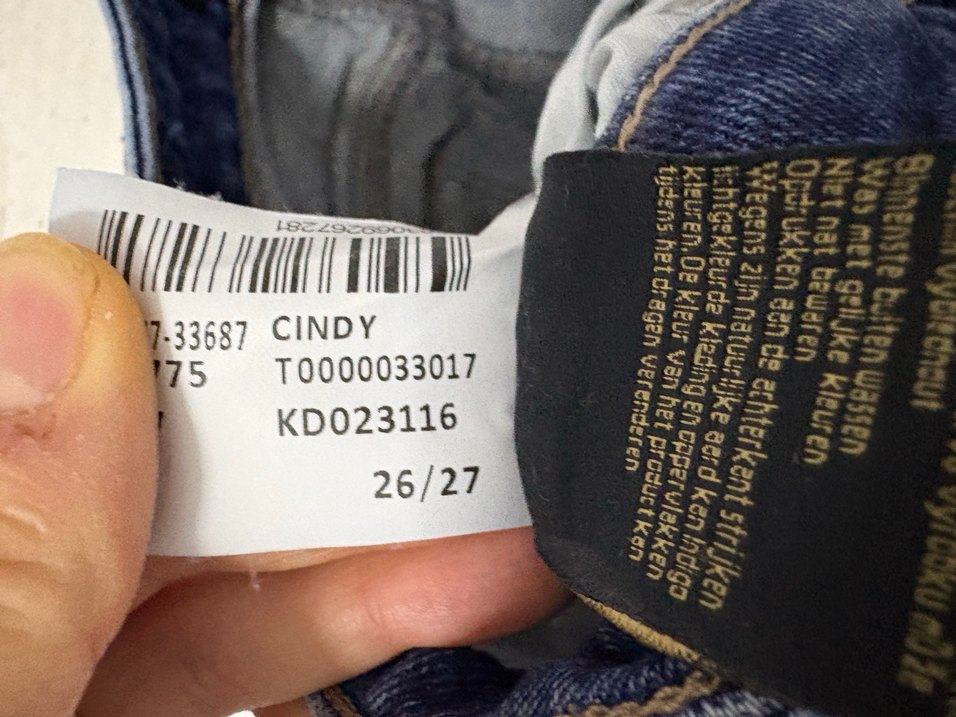 069267281
7-33687 CINDY
775 T0000033017
KD023116
26/27
Binnenste buiten wassen
Was met gelijke kleuren
Niet nat bewaren
Opdrukken aan de achterkant strijken
Wegens zijn natuurlijke aard kan indigo
lichtgekleurde kleding en oppervlakken
kleuren. De kleur van het product kan
tijdens het dragen veranderen